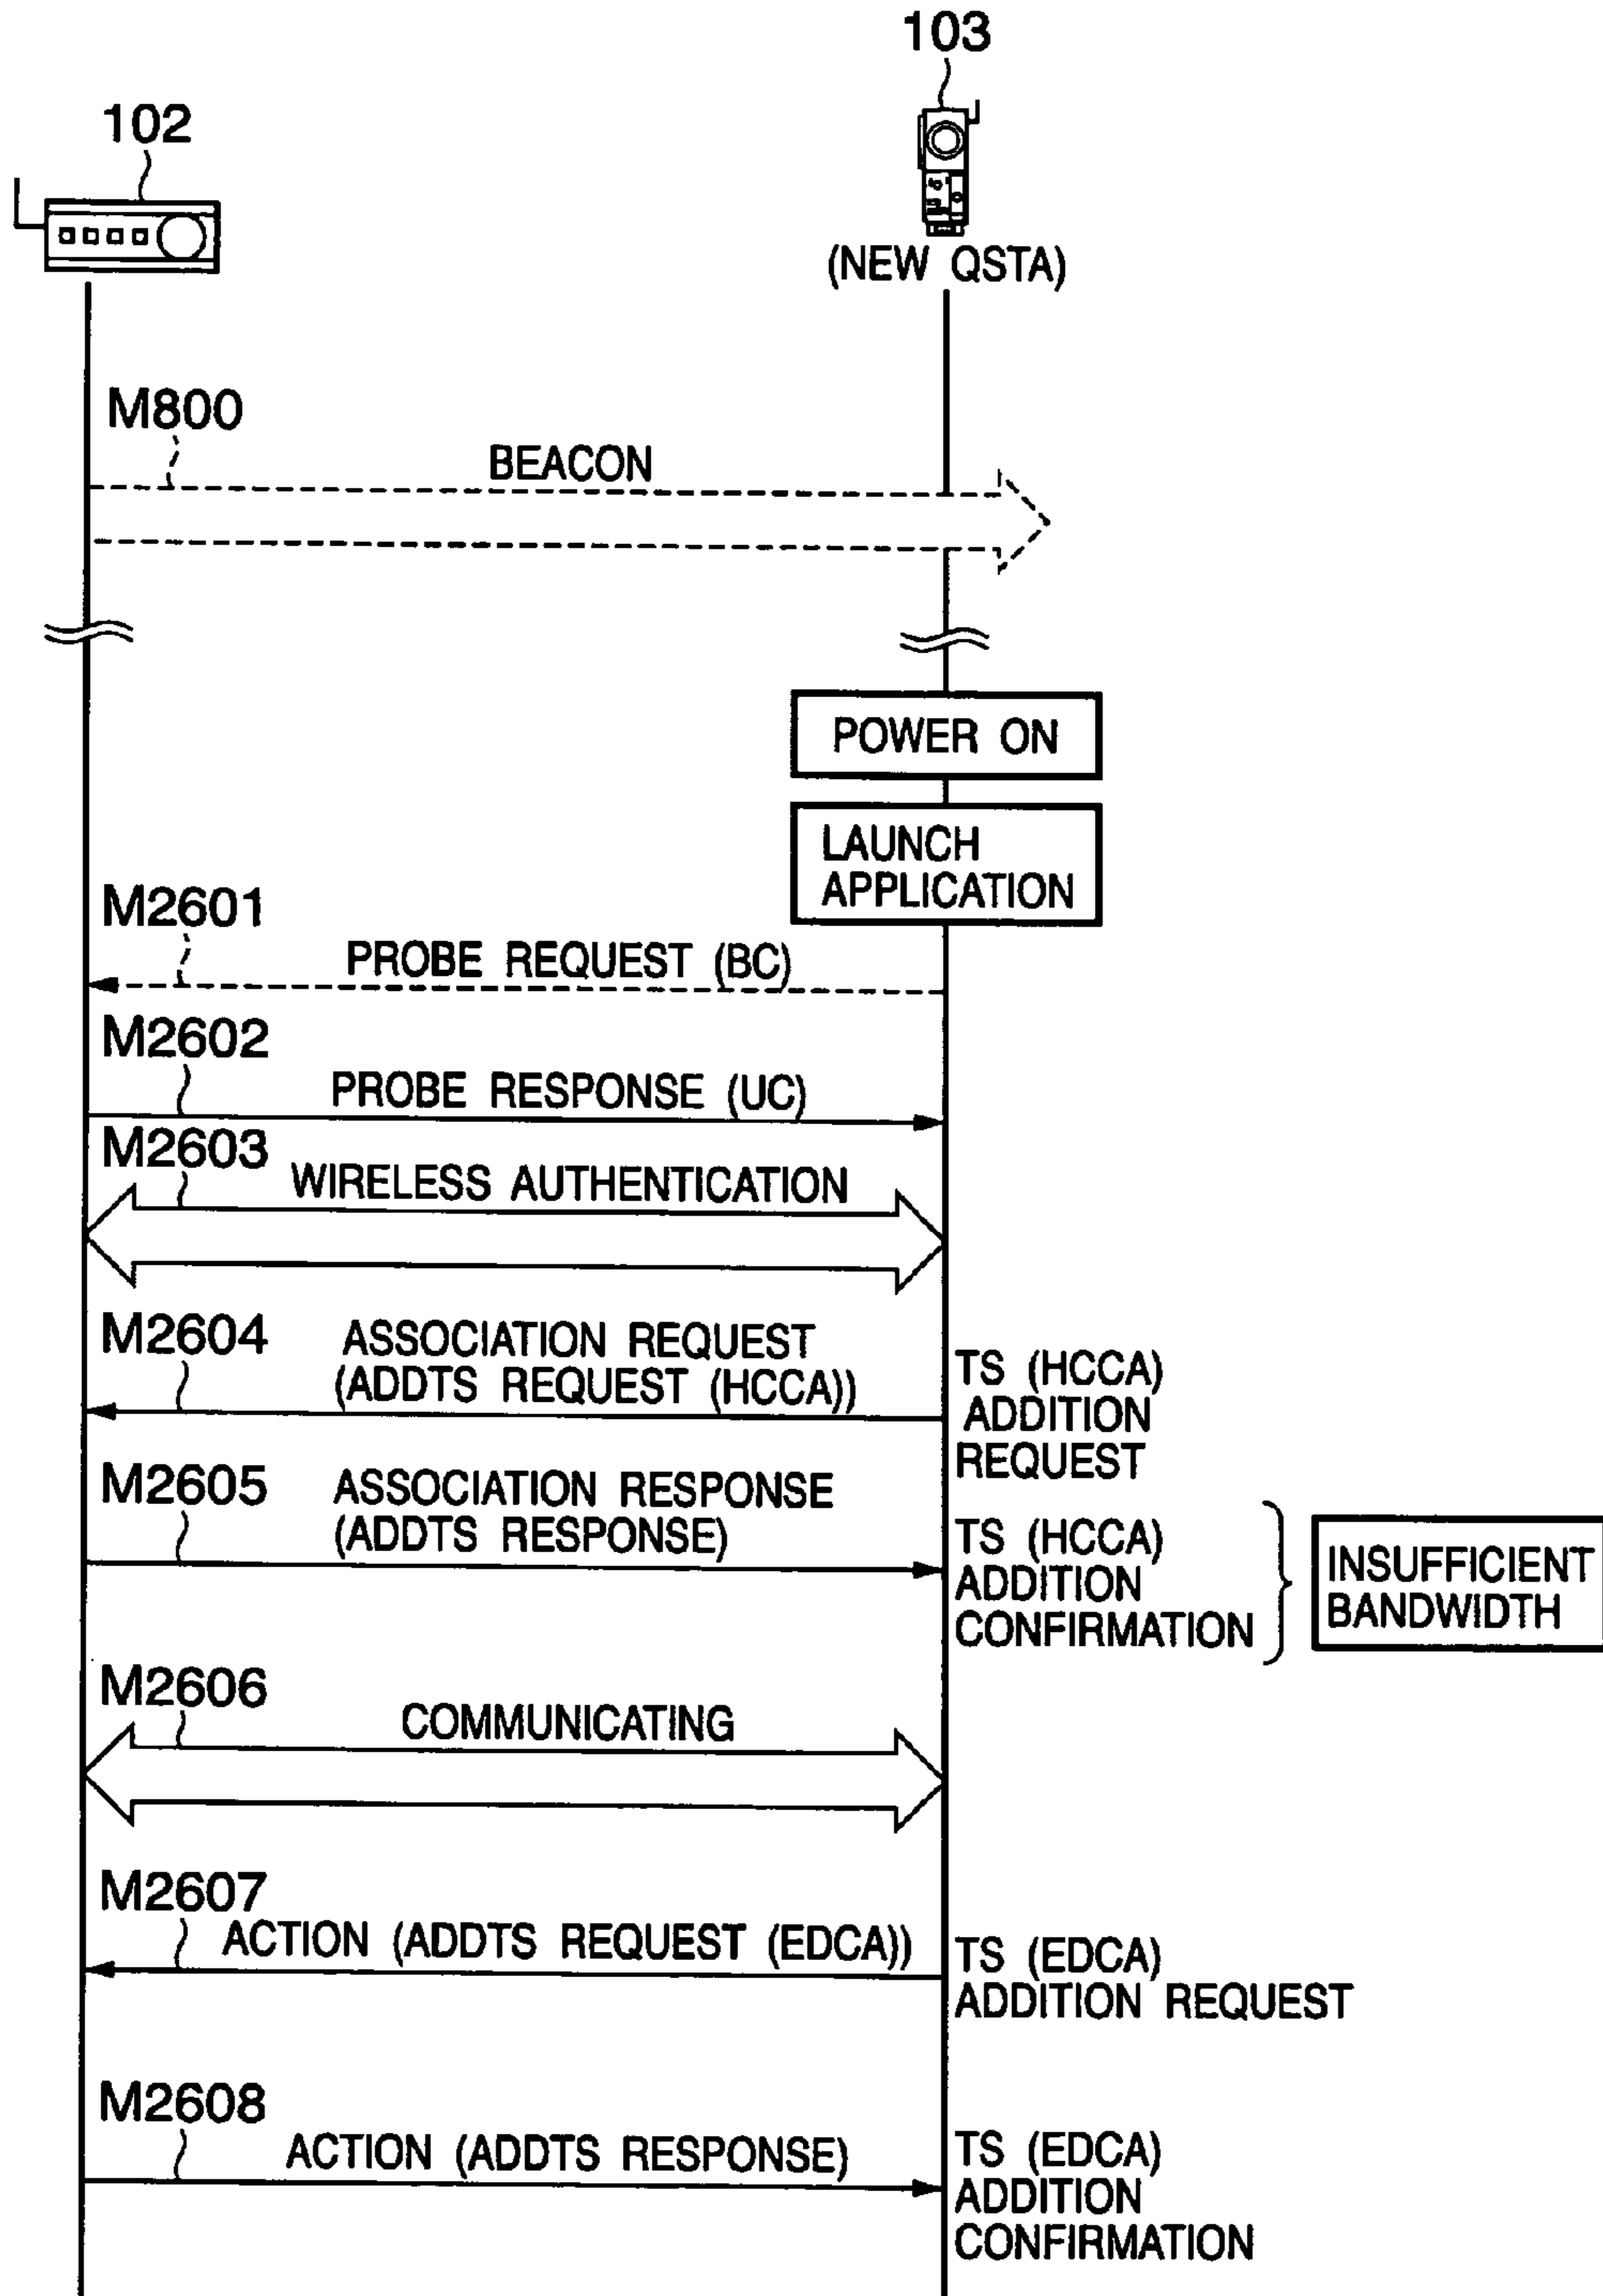 103
102
(NEW QSTA)
M800
BEACON
POWER ON
LAUNCH
APPLICATION
M2601
PROBE REQUEST (BC)
M2602
PROBE RESPONSE (UC)
M2603
WIRELESS AUTHENTICATION
M2604
ASSOCIATION REQUEST
(ADDTS REQUEST (HCCA))
TS (HCCA)
ADDITION
REQUEST
M2605
ASSOCIATION RESPONSE
(ADDTS RESPONSE)
TS (HCCA)
ADDITION
CONFIRMATION
INSUFFICIENT
BANDWIDTH
M2606
COMMUNICATING
M2607
ACTION (ADDTS REQUEST (EDCA))
TS (EDCA)
ADDITION REQUEST
M2608
ACTION (ADDTS RESPONSE)
TS (EDCA)
ADDITION
CONFIRMATION